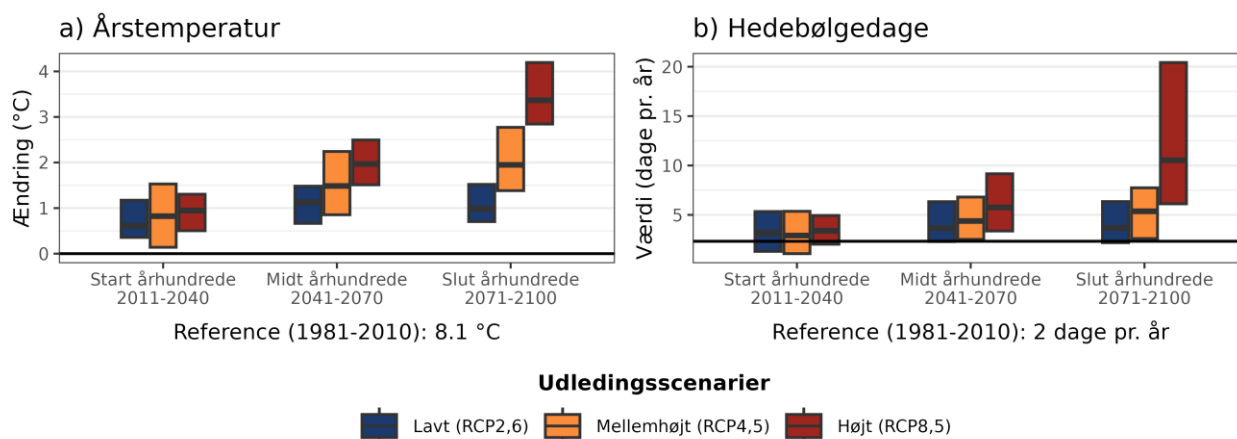 a) Årstemperatur
Ændring (°C)
4
3
2
1
0
Start århundrede
2011-2040
Midt århundrede
2041-2070
Slut århundrede
2071-2100
Reference (1981-2010): 8.1 °C
b) Hedebølgedage
Værdi (dage pr. år)
20
15
10
5
Start århundrede
2011-2040
Midt århundrede
2041-2070
Slut århundrede
2071-2100
Reference (1981-2010): 2 dage pr. år
Udledingsscenarier
Lavt (RCP2,6)
Mellemhøjt (RCP4,5)
Højt (RCP8,5)